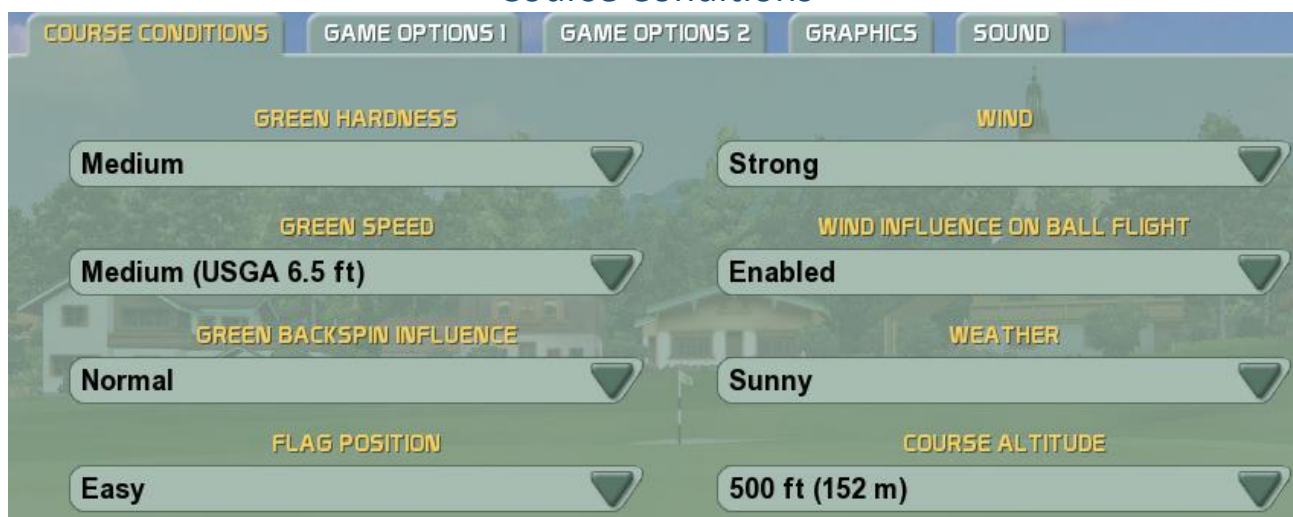 Course Conditions
COURSE CONDITIONS GAME OPTIONS 1 GAME OPTIONS 2 GRAPHICS SOUND
GREEN HARDNESS WIND
Medium Strong
GREEN SPEED WIND INFLUENCE ON BALL FLIGHT
Medium (USGA 6.5 ft) Enabled
GREEN BACKSPIN INFLUENCE WEATHER
Normal Sunny
FLAG POSITION COURSE ALTITUDE
Easy 500 ft (152 m)